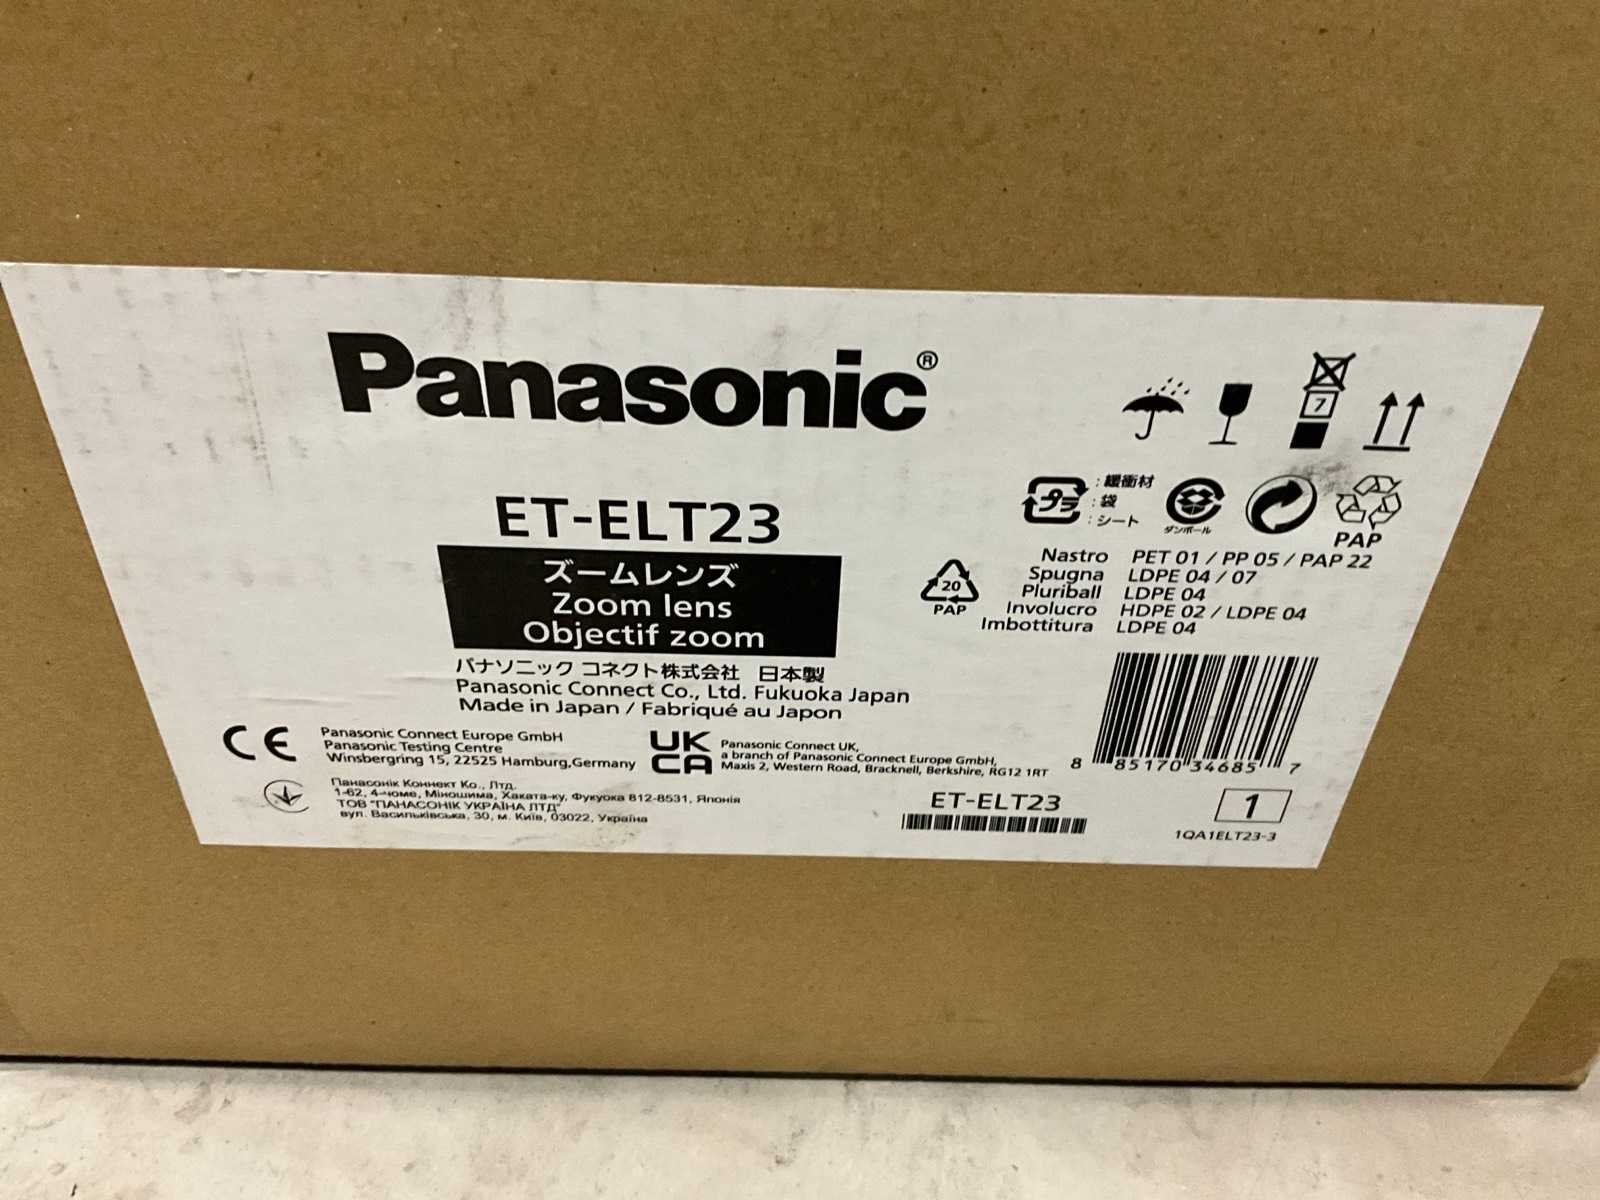 Panasonic®
7
ET-ELT23
ズームレンズ
Zoom lens
Objectif zoom
パナソニック コネクト株式会社 日本製
Panasonic Connect Co., Ltd. Fukuoka Japan
Made in Japan / Fabriqué au Japon
プラ : 緩衝材
: 袋
: シート
ダンボール
PAP
20
PAP
Nastro PET 01 / PP 05 / PAP 22
Spugna LDPE 04 / 07
Pluriball LDPE 04
Involucro HDPE 02 / LDPE 04
Imbottitura LDPE 04
CE
Panasonic Connect Europe GmbH
Panasonic Testing Centre
Winsbergring 15, 22525 Hamburg,Germany
UK
CA
Panasonic Connect UK,
a branch of Panasonic Connect Europe GmbH,
Maxis 2, Western Road, Bracknell, Berkshire, RG12 1RT
8 85170 34685 7
Панасонік Коннект Ко., Лтд.
1-62, 4-чоме, Міношима, Хаката-ку, Фукуока 812-8531, Японія
ТОВ "ПАНАСОНІК УКРАЇНА ЛТД"
вул. Васильківська, 30, м. Київ, 03022, Україна
ET-ELT23
1
1QA1ELT23-3